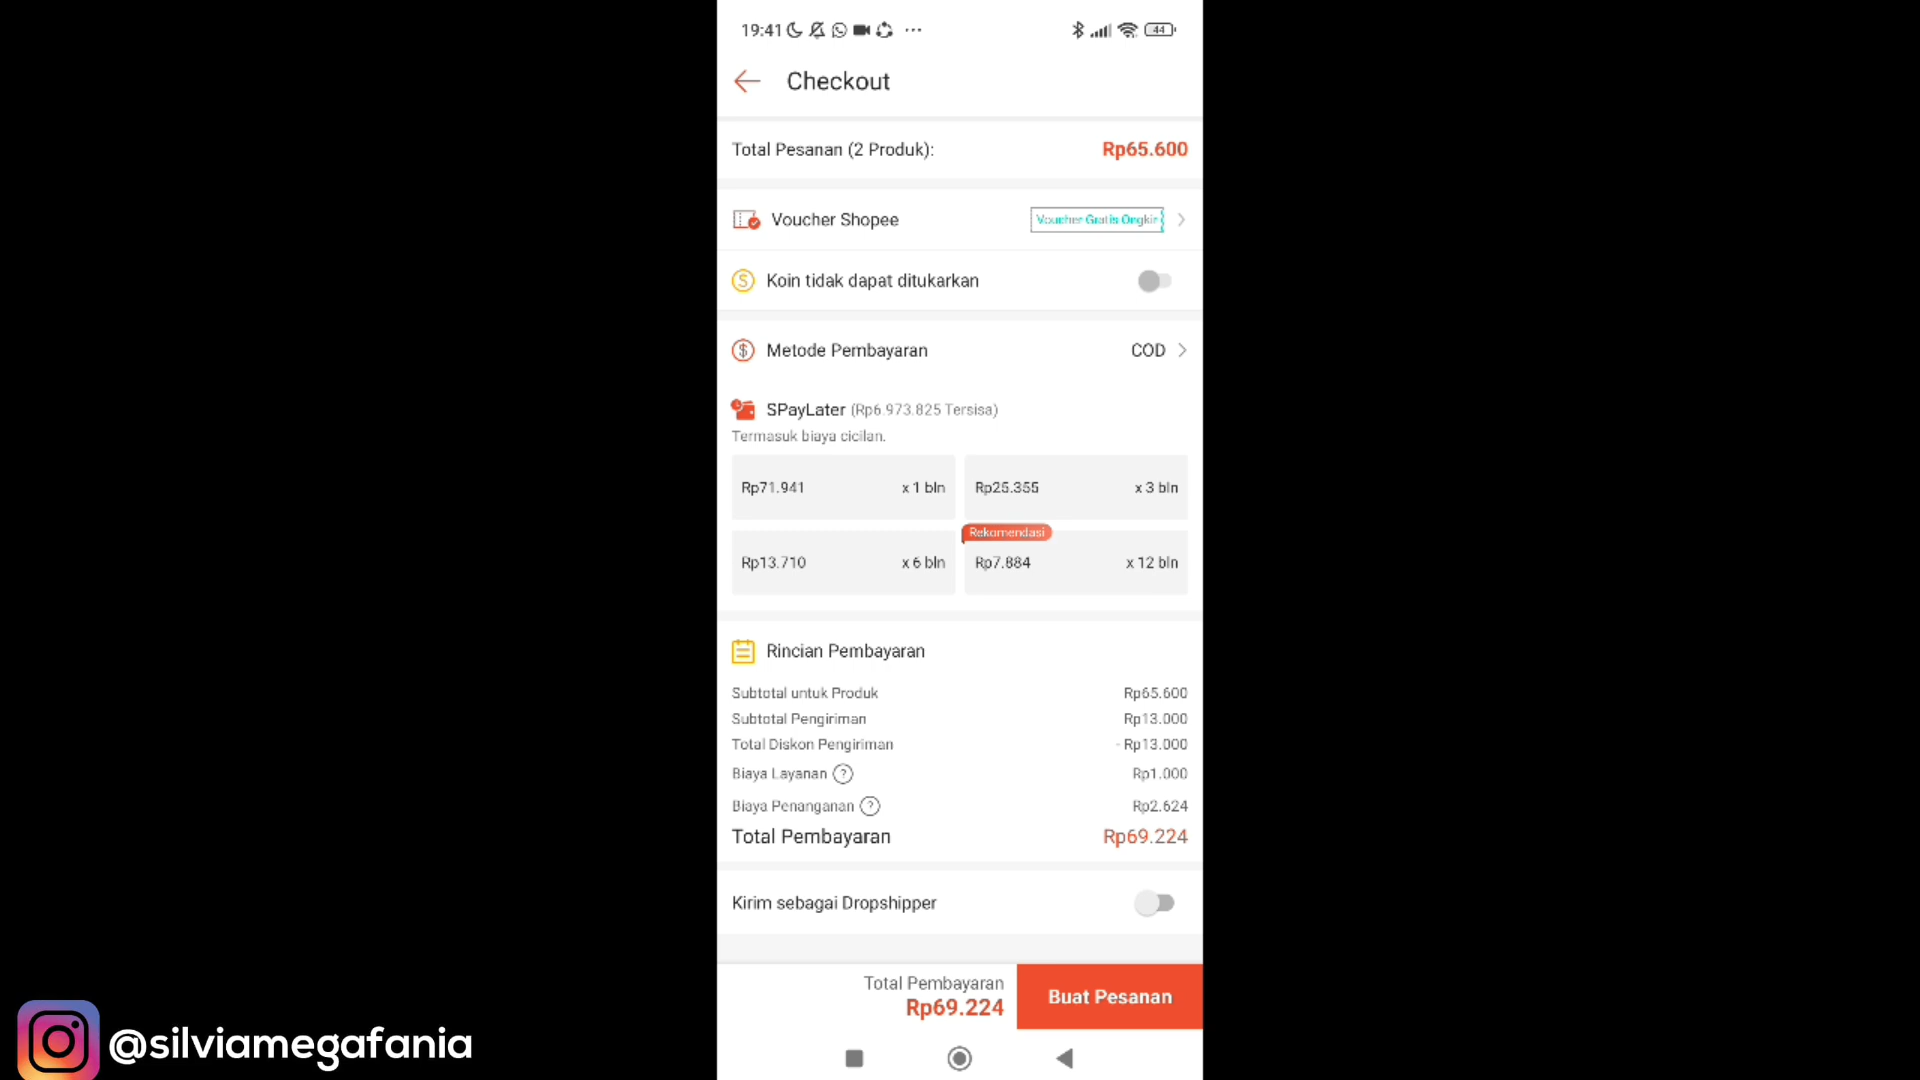 19:41
44
Checkout
Total Pesanan (2 Produk): Rp65.600
Voucher Shopee Voucher Gratis Ongkir
Koin tidak dapat ditukarkan
Metode Pembayaran COD
SPayLater (Rp6.973.825 Tersisa)
Termasuk biaya cicilan.
Rp71.941 x 1 bln Rp25.355 x 3 bln
Rekomendasi
Rp13.710 x 6 bln Rp7.884 x 12 bln
Rincian Pembayaran
Subtotal untuk Produk Rp65.600
Subtotal Pengiriman Rp13.000
Total Diskon Pengiriman - Rp13.000
Biaya Layanan ? Rp1.000
Biaya Penanganan ? Rp2.624
Total Pembayaran Rp69.224
Kirim sebagai Dropshipper
Total Pembayaran
Rp69.224
Buat Pesanan
@silviamegafania